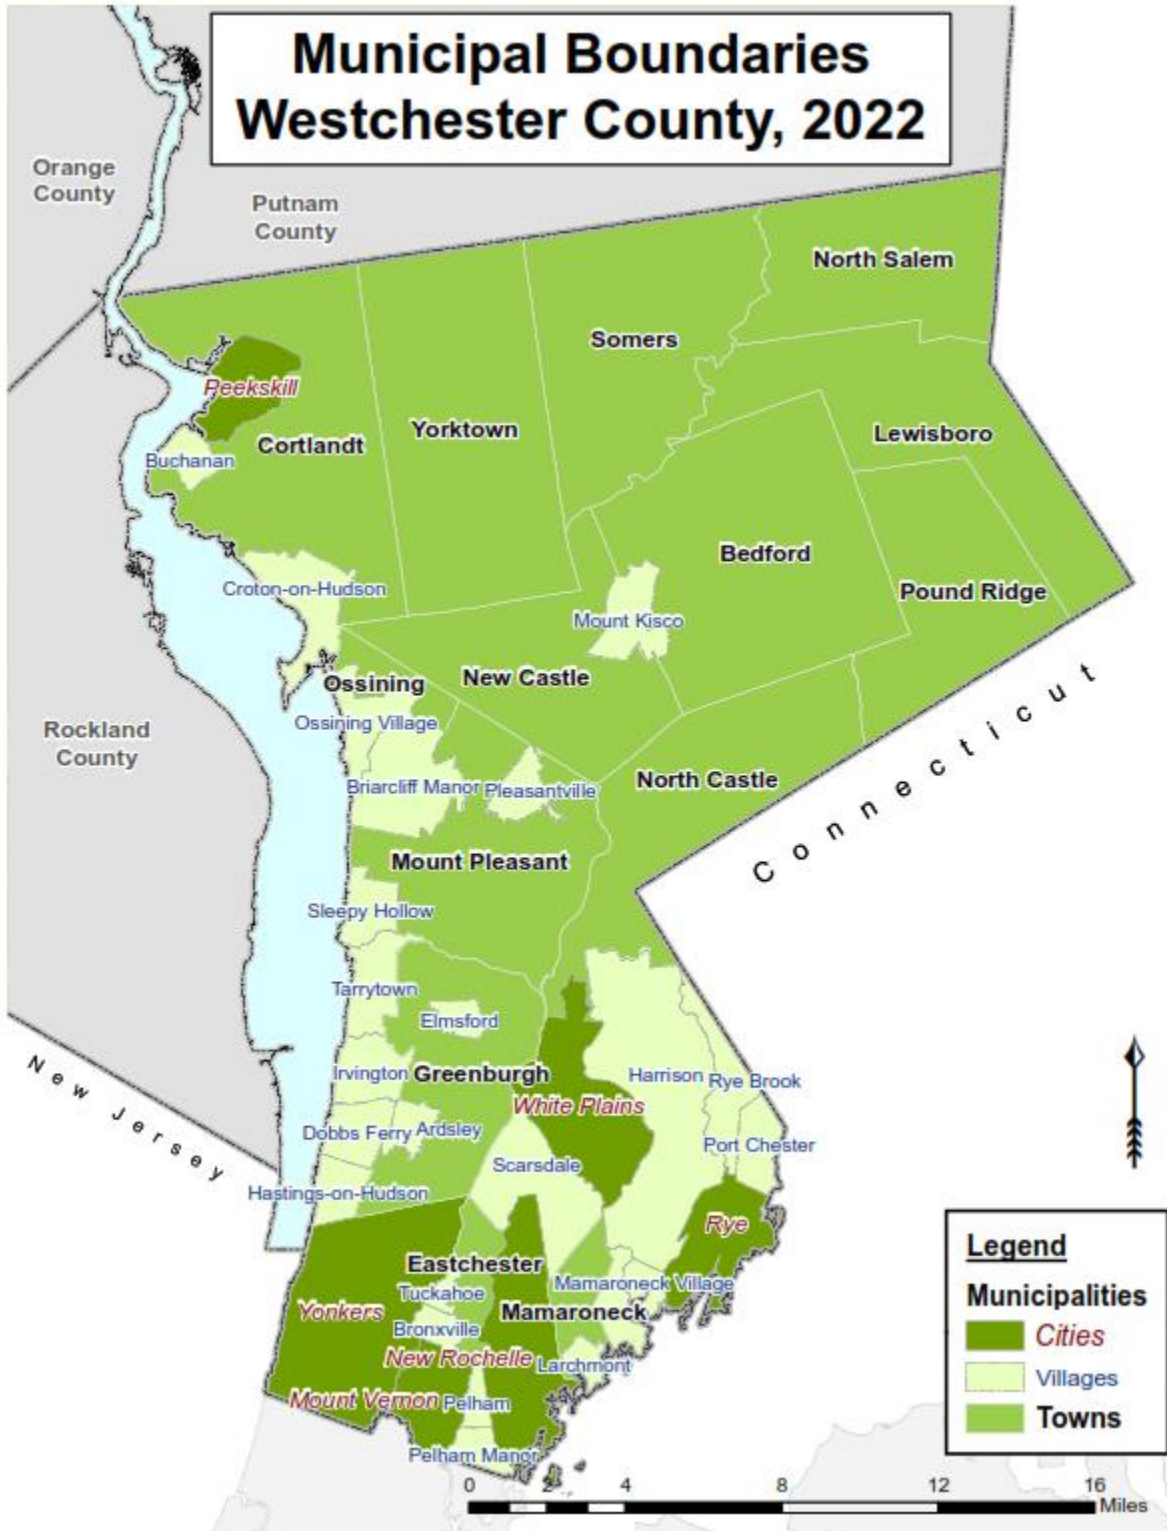 Municipal Boundaries
Westchester County, 2022
Orange
County
Putnam
County
North Salem
Somers
Peekskill
Yorktown
Lewisboro
Cortlandt
Buchanan
Bedford
Croton-on-Hudson
Pound Ridge
Mount Kisco
New Castle
Ossining
Ossining Village
Rockland
County
North Castle
Briarcliff Manor
Pleasantville
Connecticut
Mount Pleasant
Sleepy Hollow
Tarrytown
Elmsford
Irvington
Greenburgh
Harrison
Rye Brook
White Plains
New Jersey
Dobbs Ferry
Ardsley
Port Chester
Scarsdale
Hastings-on-Hudson
Rye
Eastchester
Mamaroneck Village
Tuckahoe
Yonkers
Mamaroneck
Bronxville
New Rochelle
Larchmont
Mount Vernon
Pelham
Pelham Manor
Legend
Municipalities
Cities
Villages
Towns
0 2 4 8 12 16
Miles